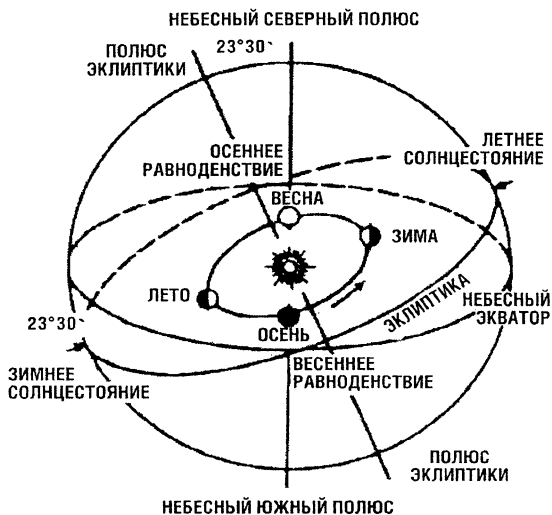 НЕБЕСНЫЙ СЕВЕРНЫЙ ПОЛЮС
ПОЛЮС
ЭКЛИПТИКИ
23°30`
ЛЕТНЕЕ
СОЛНЦЕСТОЯНИЕ
ОСЕННЕЕ
РАВНОДЕНСТВИЕ
ВЕСНА
ЗИМА
ЛЕТО
ЭКЛИПТИКА
НЕБЕСНЫЙ
ЭКВАТОР
23°30`
ОСЕНЬ
ЗИМНЕЕ
СОЛНЦЕСТОЯНИЕ
ВЕСЕННЕЕ
РАВНОДЕНСТВИЕ
ПОЛЮС
ЭКЛИПТИКИ
НЕБЕСНЫЙ ЮЖНЫЙ ПОЛЮС